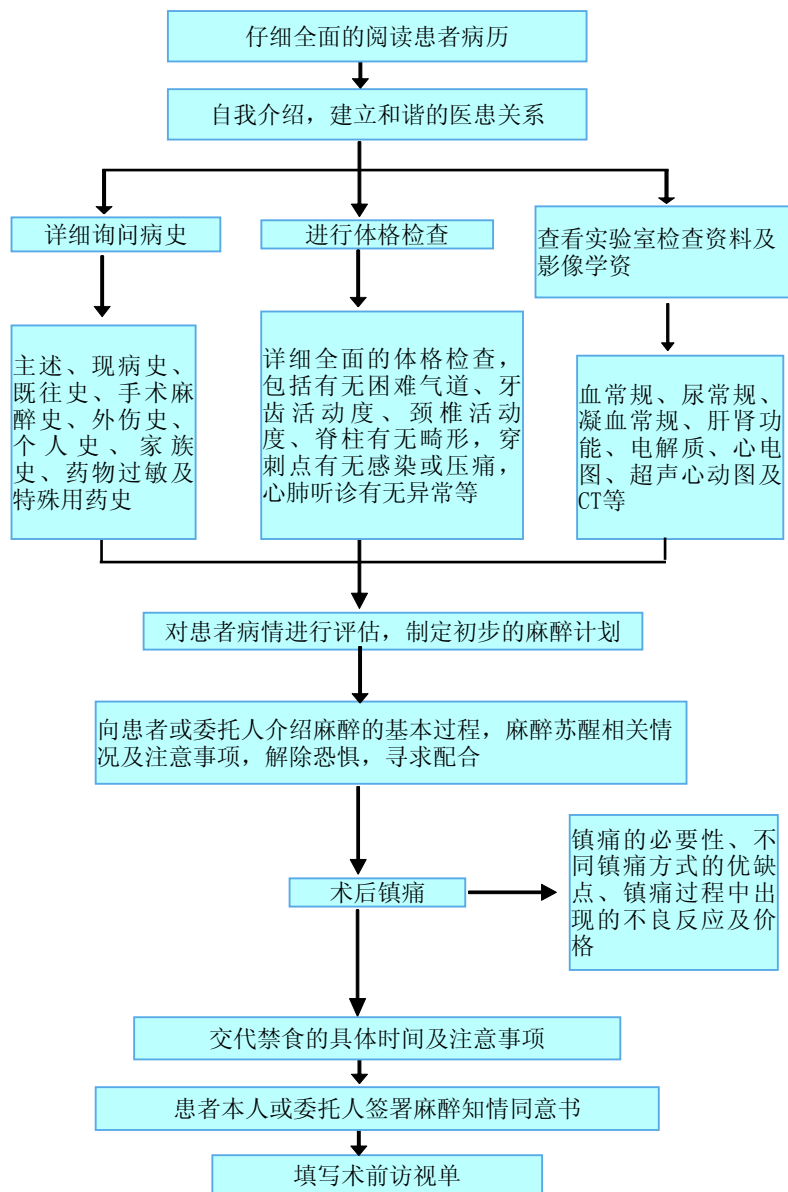 仔细全面的阅读患者病历
自我介绍，建立和谐的医患关系
详细询问病史
进行体格检查
查看实验室检查资料及
影像学资
主述、现病史、
既往史、手术麻
醉史、外伤史、
个人史、家族
史、药物过敏及
特殊用药史
详细全面的体格检查，
包括有无困难气道、牙
齿活动度、颈椎活动
度、脊柱有无畸形，穿
刺点有无感染或压痛，
心肺听诊有无异常等
血常规、尿常规、
凝血常规、肝肾功
能、电解质、心电
图、超声心动图及
CT等
对患者病情进行评估，制定初步的麻醉计划
向患者或委托人介绍麻醉的基本过程，麻醉苏醒相关情
况及注意事项，解除恐惧，寻求配合
术后镇痛
镇痛的必要性、不
同镇痛方式的优缺
点、镇痛过程中出
现的不良反应及价
格
交代禁食的具体时间及注意事项
患者本人或委托人签署麻醉知情同意书
填写术前访视单